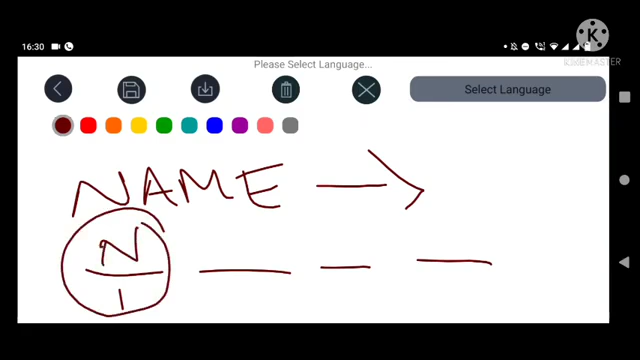 16:30
KINEMASTER
Please Select Language...
Select Language
NAME →
N
1